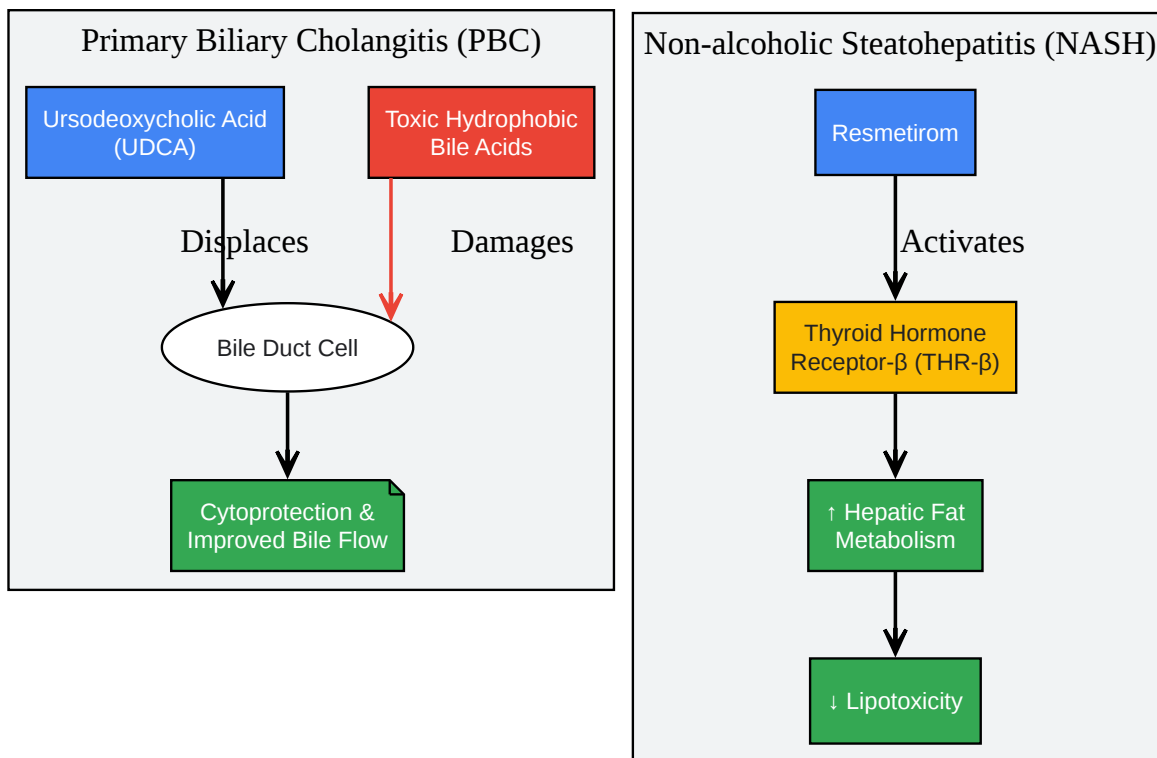 Primary Biliary Cholangitis (PBC)
Ursodeoxycholic Acid
(UDCA)
Toxic Hydrophobic
Bile Acids
Displaces
Damages
Bile Duct Cell
Cytoprotection &
Improved Bile Flow
Non-alcoholic Steatohepatitis (NASH)
Resmetirom
Activates
Thyroid Hormone
Receptor-β (THR-β)
↑ Hepatic Fat
Metabolism
↓ Lipotoxicity